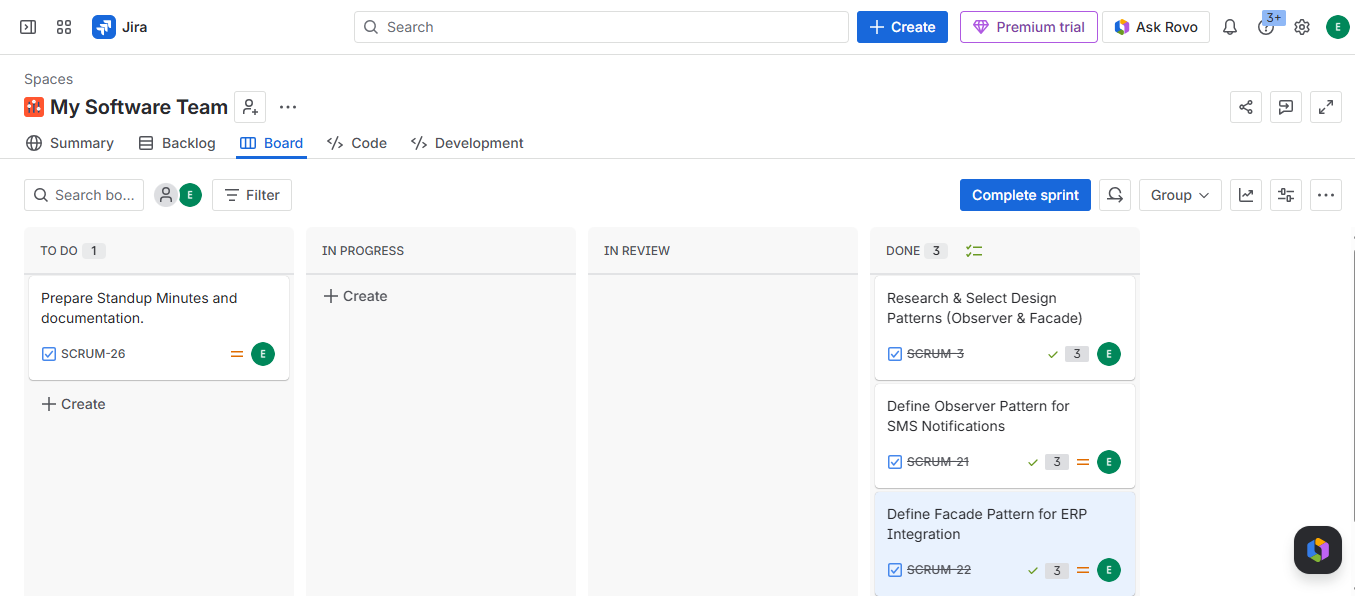 Jira
Search
Create
Premium trial
Ask Rovo
3+
E
Spaces
My Software Team
Summary
Backlog
Board
Code
Development
Search bo...
E
Filter
Complete sprint
Group
TO DO 1
Prepare Standup Minutes and
documentation.
SCRUM-26
E
Create
IN PROGRESS
Create
IN REVIEW
DONE 3
Research & Select Design
Patterns (Observer & Facade)
SCRUM-3
3
E
Define Observer Pattern for
SMS Notifications
SCRUM-21
3
E
Define Facade Pattern for ERP
Integration
SCRUM-22
3
E